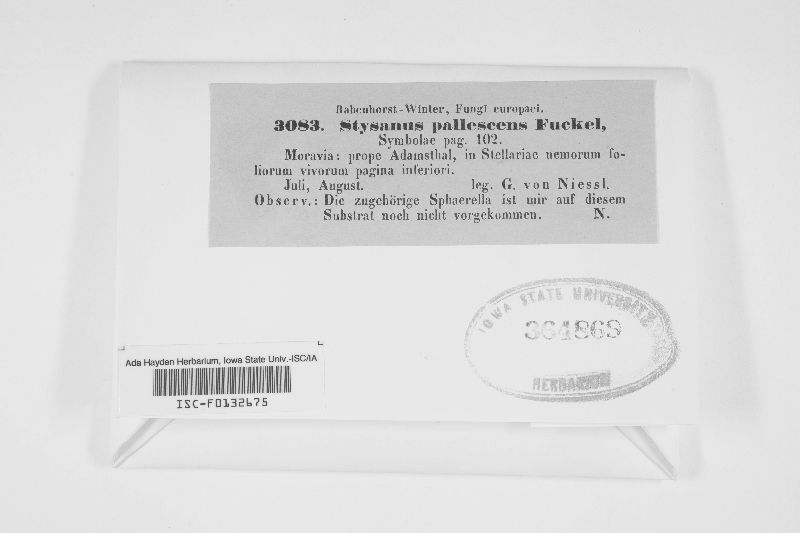 Rabenhorst-Winter, Fungi europaei.
3083. Stysanus pallescens Fuckel,
Symbolae pag. 102.
Moravia: prope Adamsthal, in Stellariae nemorum fo-
liorum vivorum pagina inferiori.
Juli, August. leg. G. von Niessl.
Observ.: Die zugehörige Sphaerella ist mir auf diesem
Substrat noch nicht vorgekommen. N.
IOWA STATE UNIVERSITY
364869
HERBARIUM
Ada Hayden Herbarium, Iowa State Univ.-ISC/IA
ISC-F0132675